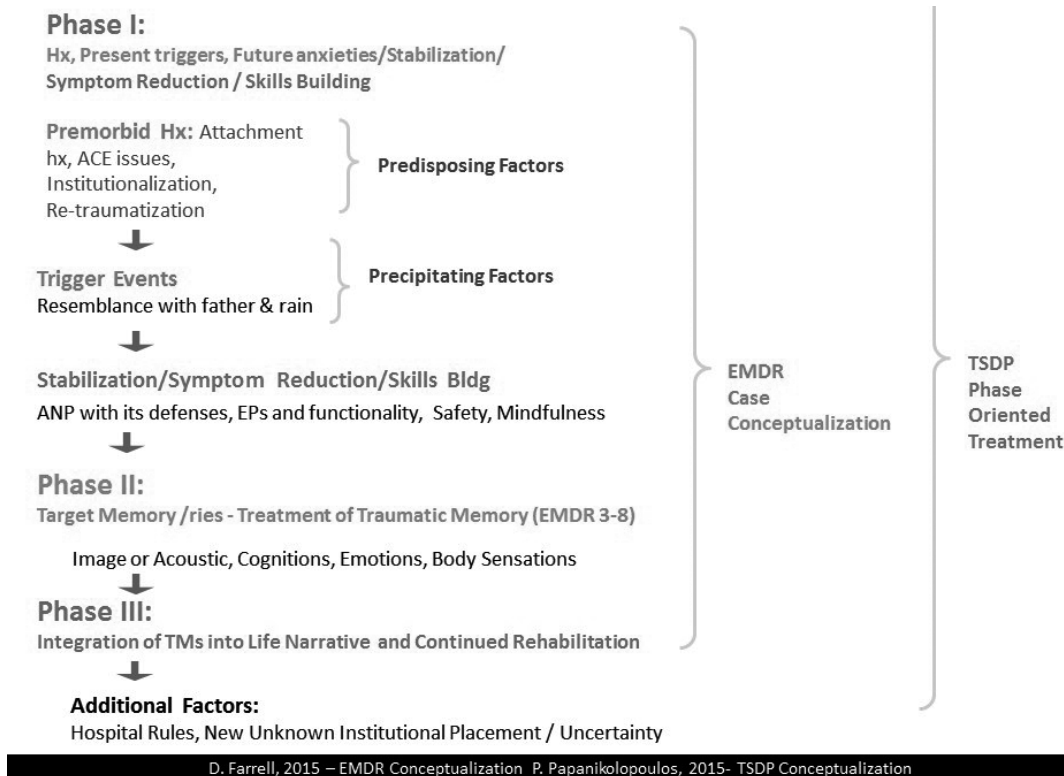 Phase I:
Hx, Present triggers, Future anxieties/Stabilization/
Symptom Reduction / Skills Building
Premorbid Hx: Attachment
hx, ACE issues,
Institutionalization,
Re-traumatization
Predisposing Factors
Trigger Events
Resemblance with father & rain
Precipitating Factors
Stabilization/Symptom Reduction/Skills Bldg
ANP with its defenses, EPs and functionality, Safety, Mindfulness
Phase II:
Target Memory /ries - Treatment of Traumatic Memory (EMDR 3-8)
Image or Acoustic, Cognitions, Emotions, Body Sensations
Phase III:
Integration of TMs into Life Narrative and Continued Rehabilitation
Additional Factors:
Hospital Rules, New Unknown Institutional Placement / Uncertainty
EMDR
Case
Conceptualization
TSDP
Phase
Oriented
Treatment
D. Farrell, 2015 – EMDR Conceptualization P. Papanikolopoulos, 2015- TSDP Conceptualization